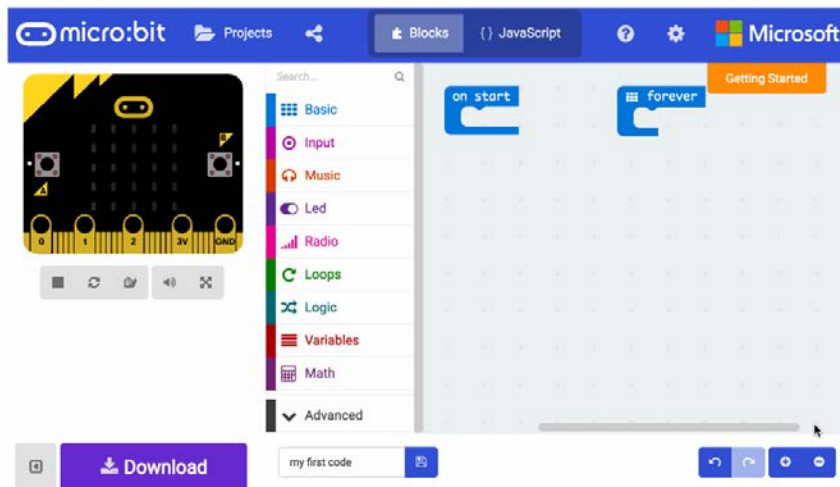 micro:bit Projects Blocks {} JavaScript ? Microsoft
Getting Started
Search...
Basic
Input
Music
Led
Radio
Loops
Logic
Variables
Math
Advanced
on start
forever
A
B
0 1 2 3V GND
Download
my first code